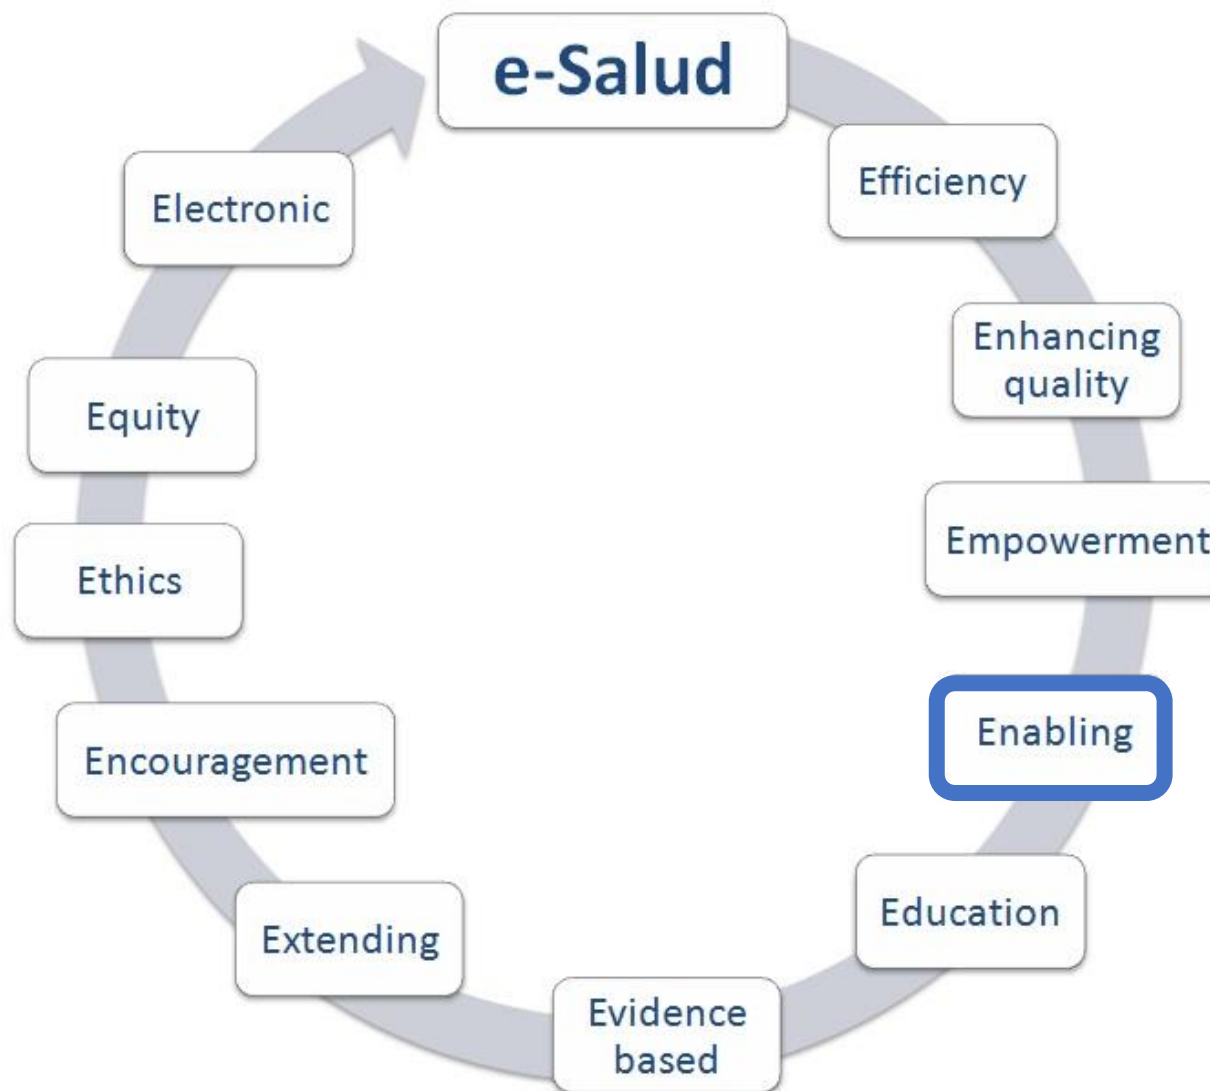 e-Salud
Efficiency
Enhancing
quality
Empowerment
Enabling
Education
Evidence
based
Extending
Encouragement
Ethics
Equity
Electronic